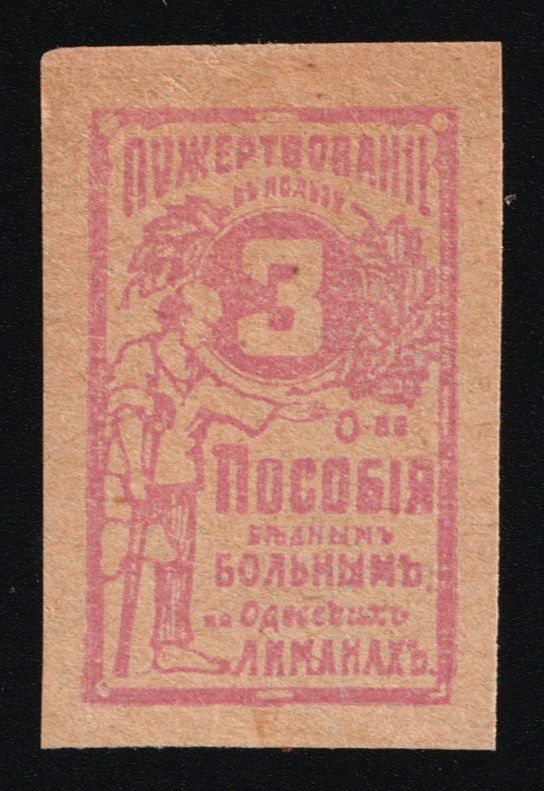 ПОЖЕРТВОВАНІЕ
въ пользу
3
О-ва
ПОСОБІЯ
БѢДНЫМЪ
БОЛЬНЫМЪ,
на Одесскихъ
ЛИМАНАХЪ.